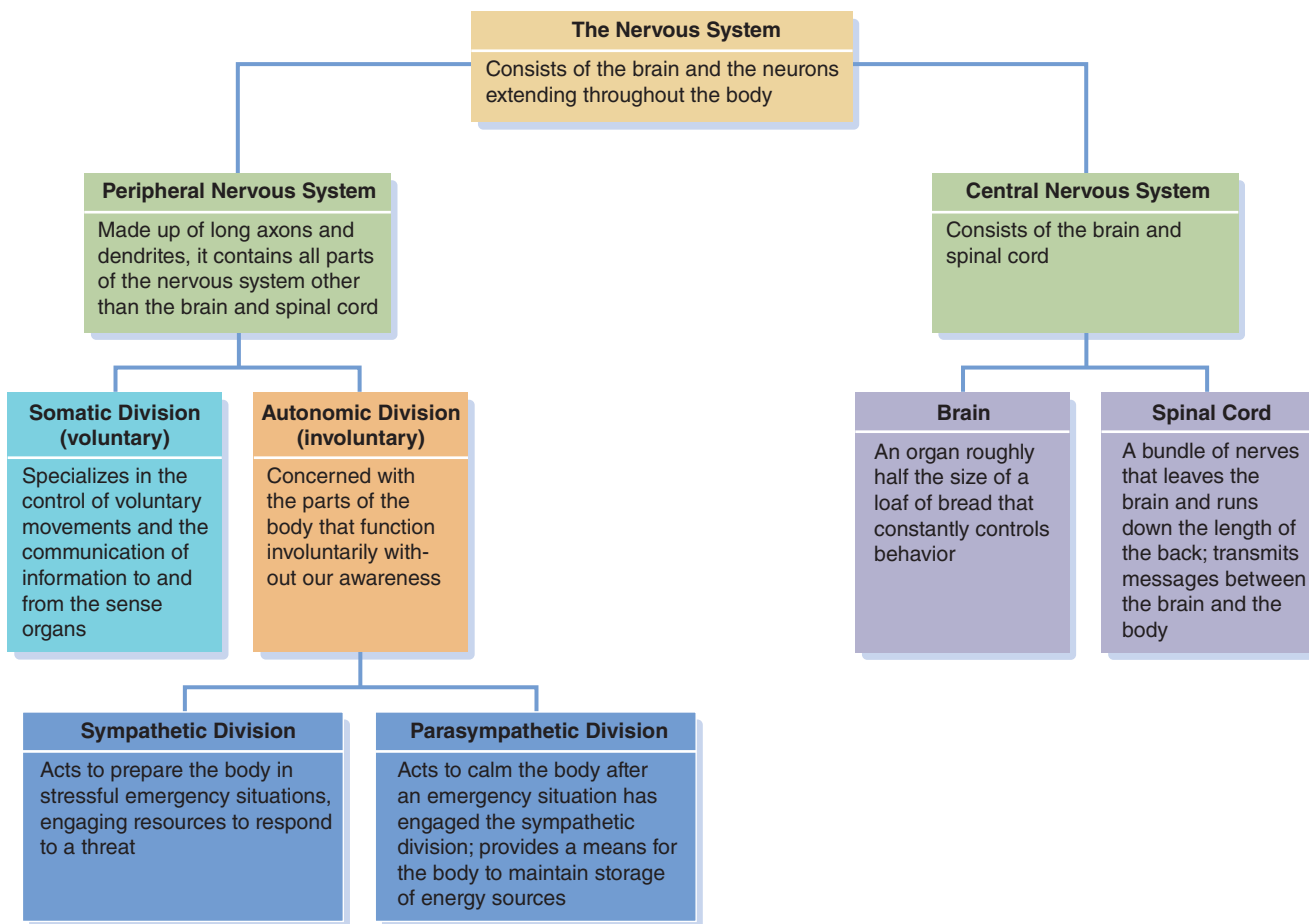 The Nervous System
Consists of the brain and the neurons
extending throughout the body
Peripheral Nervous System
Made up of long axons and
dendrites, it contains all parts
of the nervous system other
than the brain and spinal cord
Central Nervous System
Consists of the brain and
spinal cord
Somatic Division
(voluntary)
Specializes in the
control of voluntary
movements and the
communication of
information to and
from the sense
organs
Autonomic Division
(involuntary)
Concerned with
the parts of the
body that function
involuntarily with-
out our awareness
Brain
An organ roughly
half the size of a
loaf of bread that
constantly controls
behavior
Spinal Cord
A bundle of nerves
that leaves the
brain and runs
down the length of
the back; transmits
messages between
the brain and the
body
Sympathetic Division
Acts to prepare the body in
stressful emergency situations,
engaging resources to respond
to a threat
Parasympathetic Division
Acts to calm the body after
an emergency situation has
engaged the sympathetic
division; provides a means for
the body to maintain storage
of energy sources